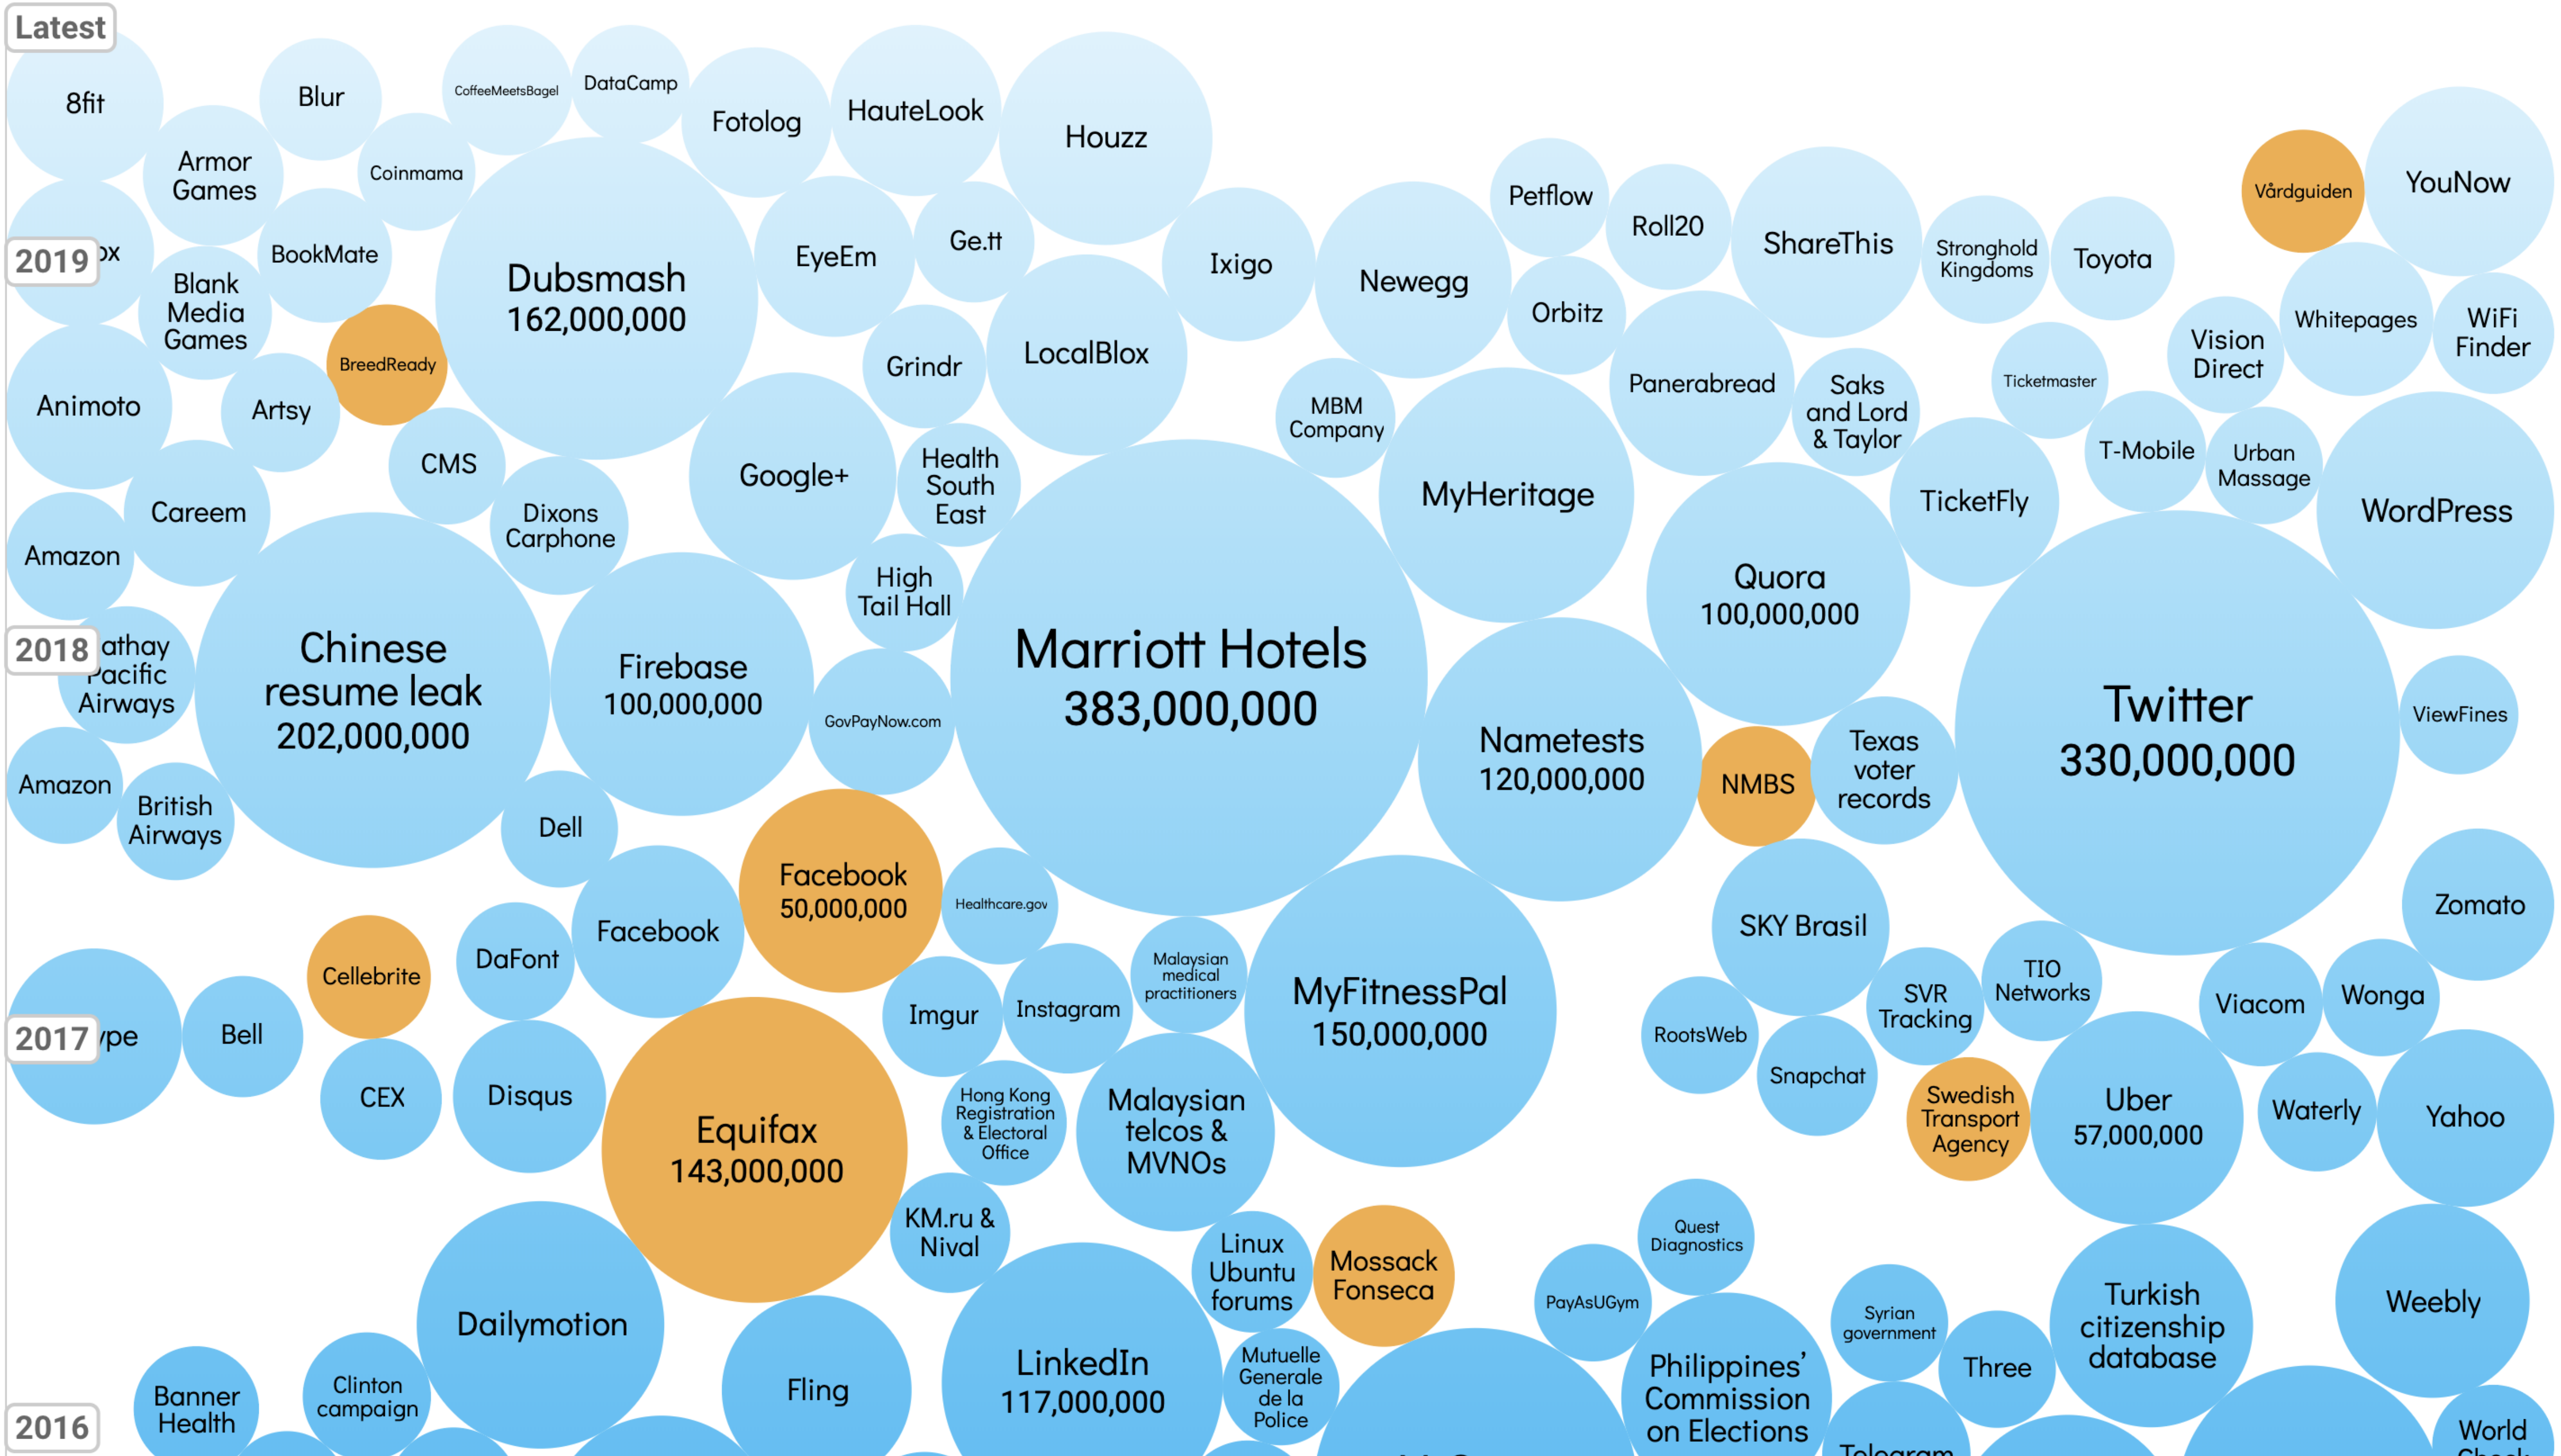 Latest
8fit
Blur
CoffeeMeetsBagel
DataCamp
Fotolog
HauteLook
Houzz
Armor
Games
Coinmama
Petflow
Roll20
ShareThis
Vårdguiden
YouNow
2019
BookMate
Dubsmash
162,000,000
EyeEm
Ge.tt
Ixigo
Newegg
Stronghold
Kingdoms
Toyota
Blank
Media
Games
BreedReady
Grindr
LocalBlox
Orbitz
Panerabread
Vision
Direct
Whitepages
WiFi
Finder
Animoto
Artsy
CMS
Google+
Health
South
East
MBM
Company
MyHeritage
Saks
and Lord
& Taylor
Ticketmaster
T-Mobile
Urban
Massage
Careem
Dixons
Carphone
TicketFly
WordPress
Amazon
High
Tail Hall
Quora
100,000,000
2018
athay
Pacific
Airways
Chinese
resume leak
202,000,000
Firebase
100,000,000
GovPayNow.com
Marriott Hotels
383,000,000
Nametests
120,000,000
NMBS
Texas
voter
records
Twitter
330,000,000
ViewFines
Amazon
British
Airways
Dell
Facebook
Facebook
50,000,000
Healthcare.gov
SKY Brasil
Zomato
Cellebrite
DaFont
Imgur
Instagram
Malaysian
medical
practitioners
MyFitnessPal
150,000,000
SVR
Tracking
TIO
Networks
Viacom
Wonga
2017
ype
Bell
CEX
Disqus
Equifax
143,000,000
Hong Kong
Registration
& Electoral
Office
Malaysian
telcos &
MVNOs
RootsWeb
Snapchat
Swedish
Transport
Agency
Uber
57,000,000
Waterly
Yahoo
KM.ru &
Nival
Linux
Ubuntu
forums
Mossack
Fonseca
Quest
Diagnostics
PayAsUGym
Syrian
government
Turkish
citizenship
database
Weebly
Dailymotion
Fling
LinkedIn
117,000,000
Mutuelle
Generale
de la
Police
Philippines’
Commission
on Elections
Three
Banner
Health
Clinton
campaign
2016
Telegram
World
Check